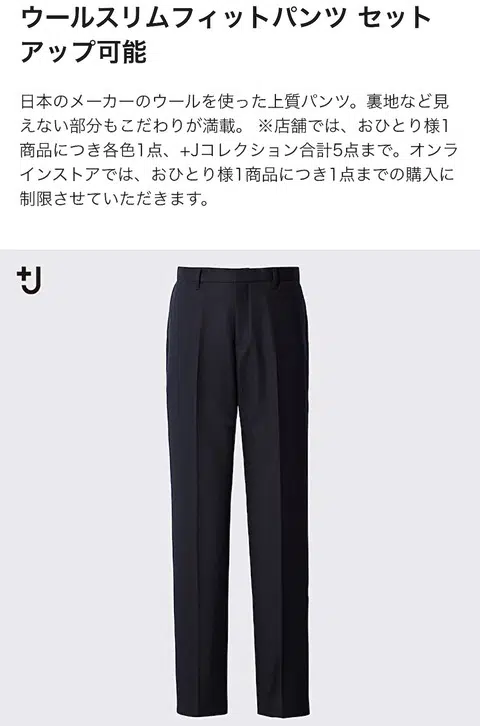 ウールスリムフィットパンツ セット
アップ可能
日本のメーカーのウールを使った上質パンツ。裏地など見
えない部分もこだわりが満載。 ※店舗では、おひとり様1
商品につき各色1点、+Jコレクション合計5点まで。オンラ
インストアでは、おひとり様1商品につき1点までの購入に
制限させていただきます。
+J